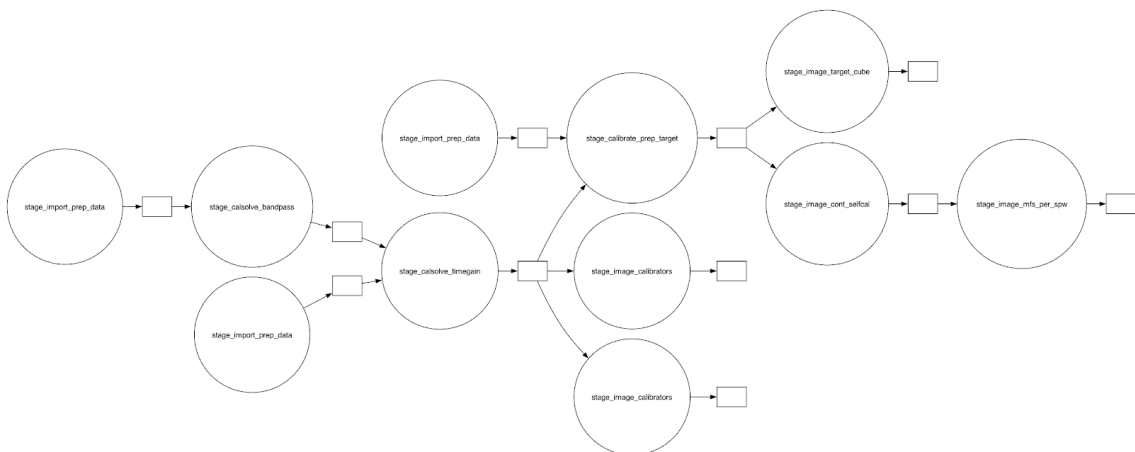 stage_image_target_cube
stage_import_prep_data
stage_calibrate_prep_target
stage_import_prep_data
stage_calsolve_bandpass
stage_image_cont_selfcal
stage_image_mfs_per_spw
stage_calsolve_timegain
stage_image_calibrators
stage_import_prep_data
stage_image_calibrators